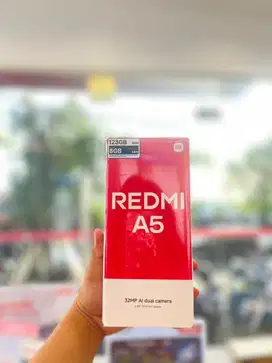 128GB
8GB
REDMI
A5
32MP AI dual camera